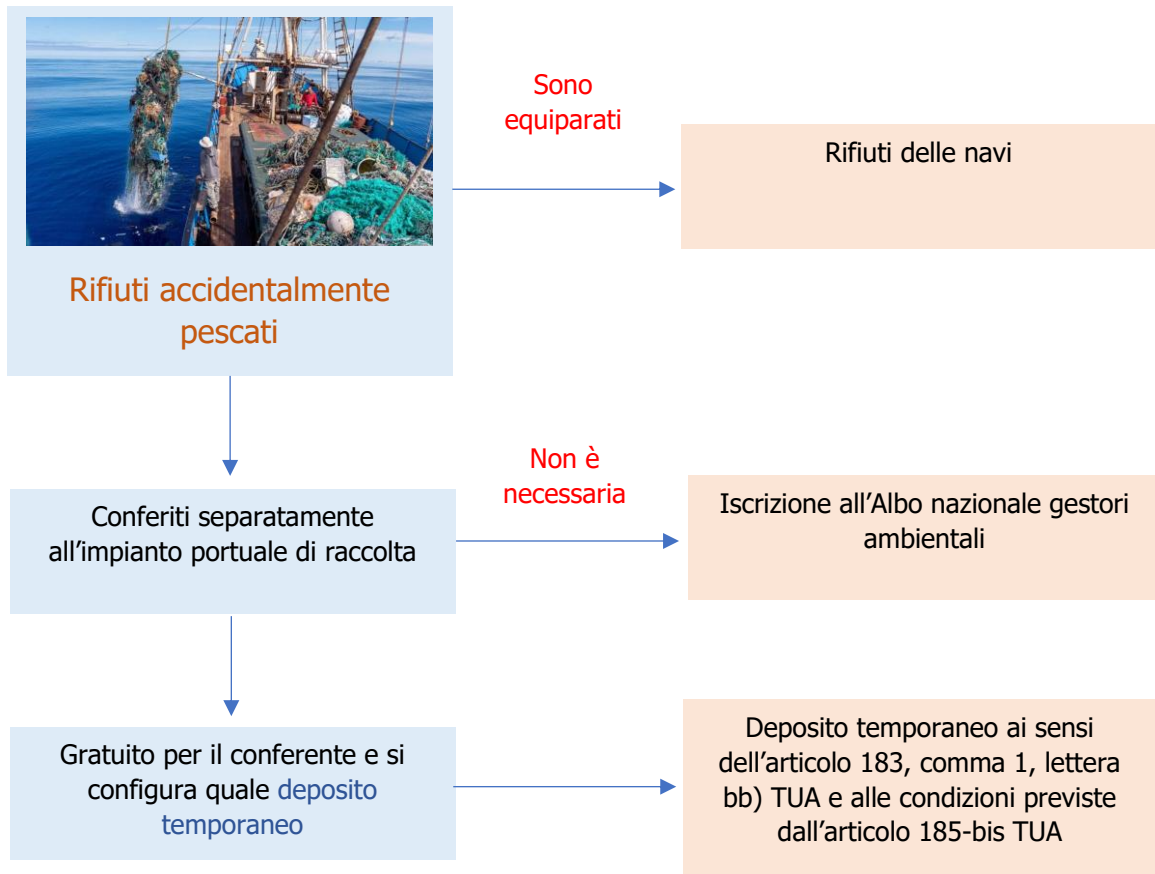 Sono
equiparati
Rifiuti delle navi
Rifiuti accidentalmente
pescati
Non è
necessaria
Conferiti separatamente
all’impianto portuale di raccolta
Iscrizione all’Albo nazionale gestori
ambientali
Gratuito per il conferente e si
configura quale deposito
temporaneo
Deposito temporaneo ai sensi
dell’articolo 183, comma 1, lettera
bb) TUA e alle condizioni previste
dall’articolo 185-bis TUA